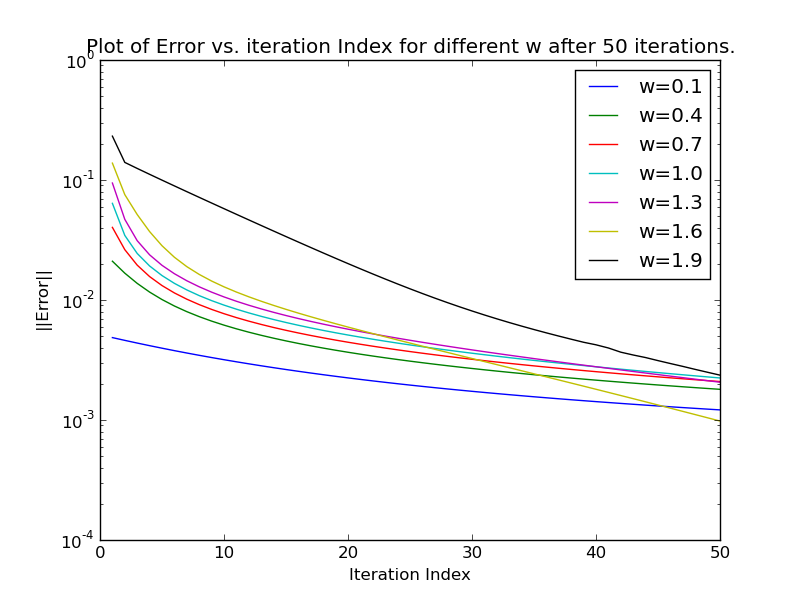 Plot of Error vs. iteration Index for different w after 50 iterations.
10^0
10^-1
10^-2
10^-3
10^-4
||Error||
w=0.1
w=0.4
w=0.7
w=1.0
w=1.3
w=1.6
w=1.9
0 10 20 30 40 50
Iteration Index